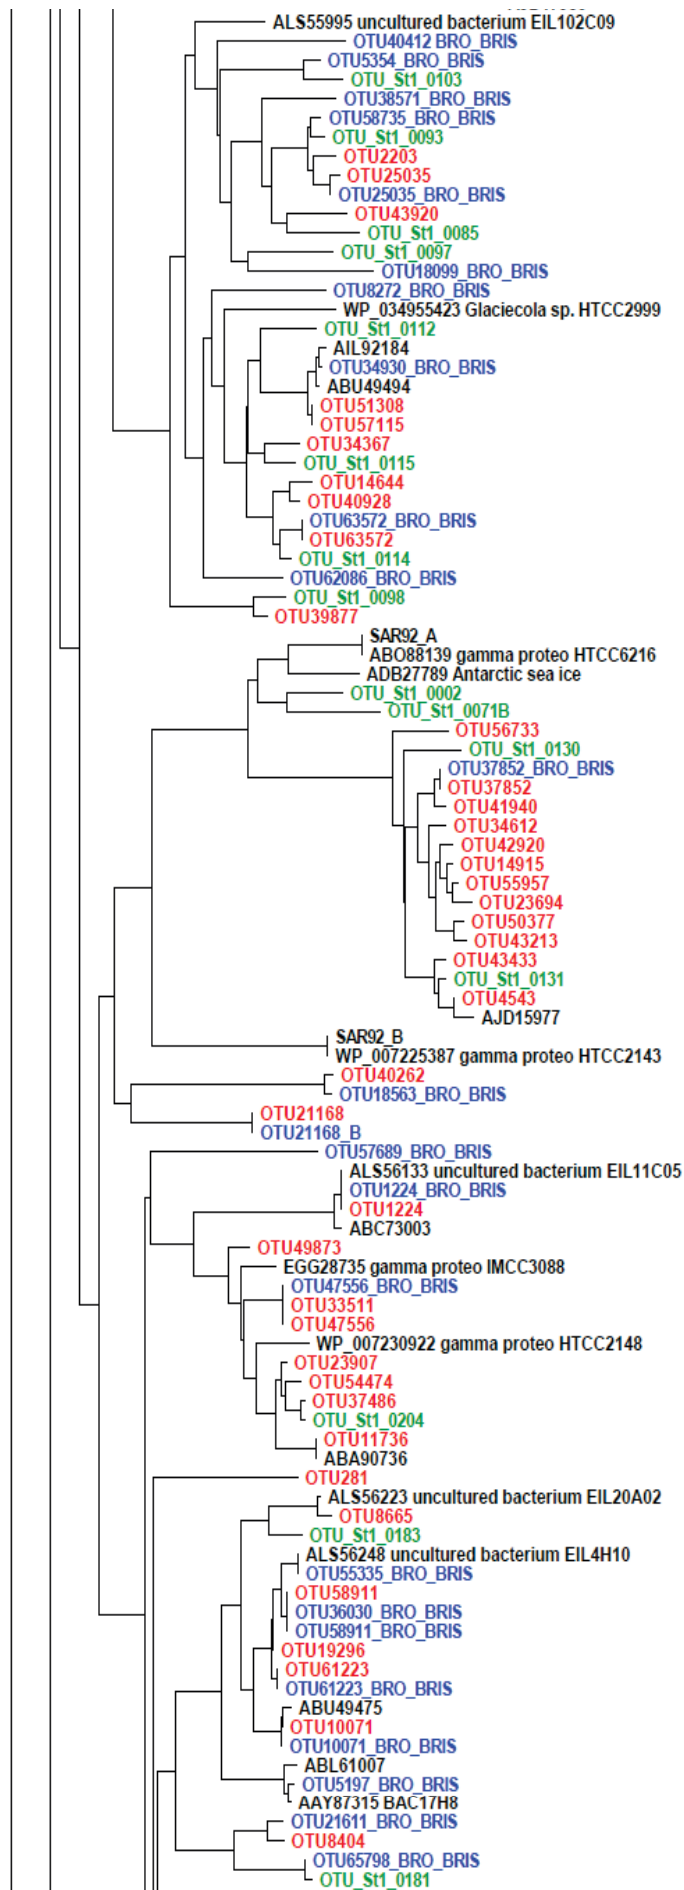 ALS55995 uncultured bacterium EIL102C09
OTU40412 BRO_BRIS
OTU5354_BRO_BRIS
OTU_St1_0103
OTU38571_BRO_BRIS
OTU58735_BRO_BRIS
OTU_St1_0093
OTU2203
OTU25035
OTU25035_BRO_BRIS
OTU43920
OTU_St1_0085
OTU_St1_0097
OTU18099_BRO_BRIS
OTU8272_BRO_BRIS
WP_034955423 Glaciecola sp. HTCC2999
OTU_St1_0112
AIL92184
OTU34930_BRO_BRIS
ABU49494
OTU51308
OTU57115
OTU34367
OTU_St1_0115
OTU14644
OTU40928
OTU63572_BRO_BRIS
OTU63572
OTU_St1_0114
OTU62086_BRO_BRIS
OTU_St1_0098
OTU39877
SAR92_A
ABO88139 gamma proteo HTCC6216
ADB27789 Antarctic sea ice
OTU_St1_0002
OTU_St1_0071B
OTU56733
OTU_St1_0130
OTU37852_BRO_BRIS
OTU37852
OTU41940
OTU34612
OTU42920
OTU14915
OTU55957
OTU23694
OTU50377
OTU43213
OTU43433
OTU_St1_0131
OTU4543
AJD15977
SAR92_B
WP_007225387 gamma proteo HTCC2143
OTU40262
OTU18563_BRO_BRIS
OTU21168
OTU21168_B
OTU57689_BRO_BRIS
ALS56133 uncultured bacterium EIL11C05
OTU1224_BRO_BRIS
OTU1224
ABC73003
OTU49873
EGG28735 gamma proteo IMCC3088
OTU47556_BRO_BRIS
OTU33511
OTU47556
WP_007230922 gamma proteo HTCC2148
OTU23907
OTU54474
OTU37486
OTU_St1_0204
OTU11736
ABA90736
OTU281
ALS56223 uncultured bacterium EIL20A02
OTU8665
OTU_St1_0183
ALS56248 uncultured bacterium EIL4H10
OTU55335_BRO_BRIS
OTU58911
OTU36030_BRO_BRIS
OTU58911_BRO_BRIS
OTU19296
OTU61223
OTU61223_BRO_BRIS
ABU49475
OTU10071
OTU10071_BRO_BRIS
ABL61007
OTU5197_BRO_BRIS
AAY87315 BAC17H8
OTU21611_BRO_BRIS
OTU8404
OTU65798_BRO_BRIS
OTU_St1_0181